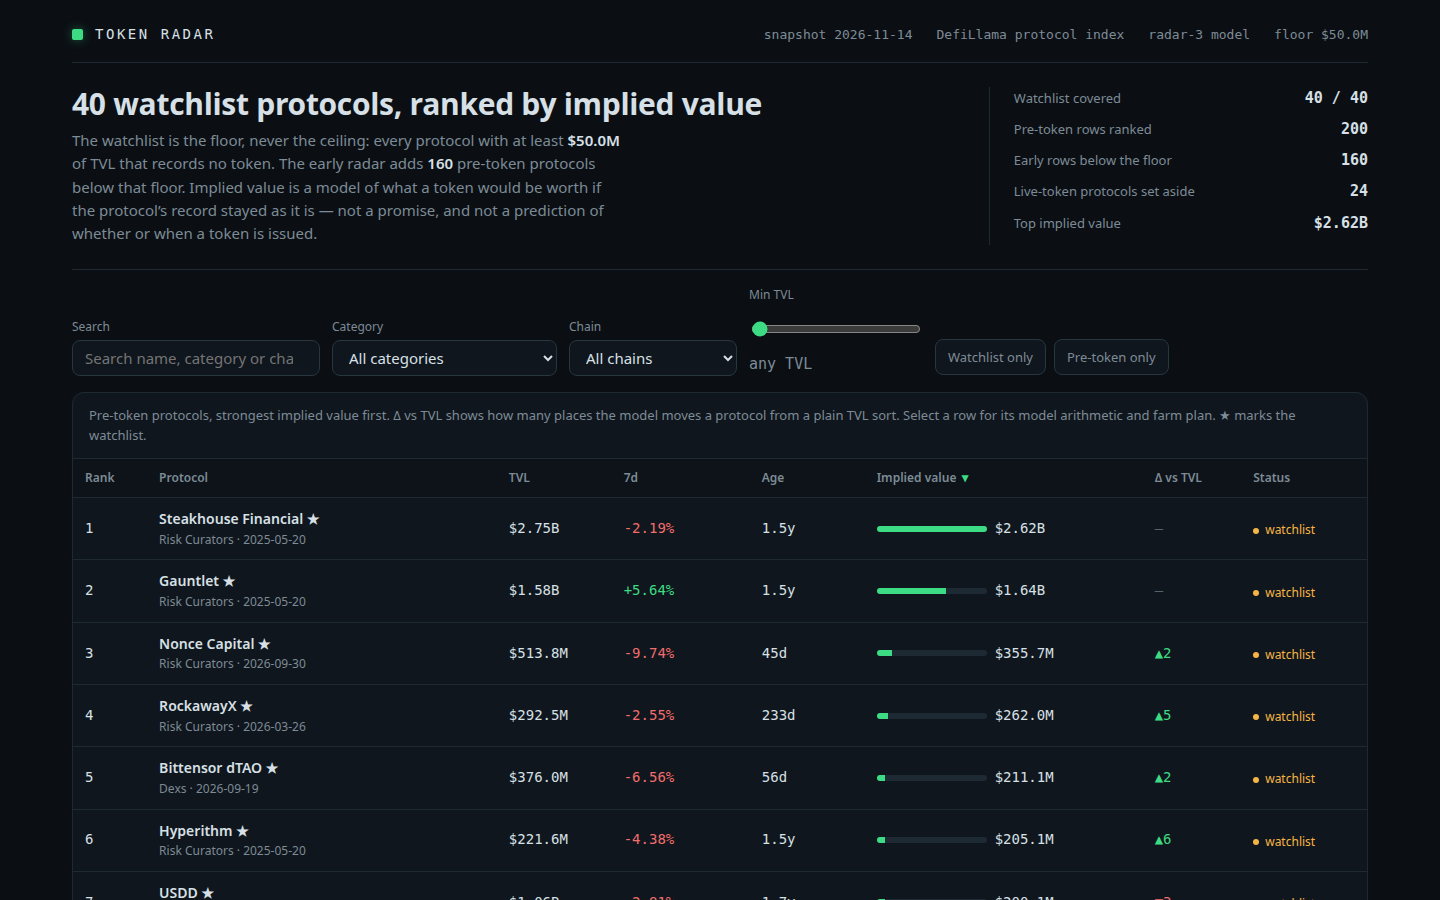 TOKEN RADAR
snapshot 2026-11-14 DefiLlama protocol index radar-3 model floor $50.0M
40 watchlist protocols, ranked by implied value
The watchlist is the floor, never the ceiling: every protocol with at least $50.0M
of TVL that records no token. The early radar adds 160 pre-token protocols
below that floor. Implied value is a model of what a token would be worth if
the protocol's record stayed as it is — not a promise, and not a prediction of
whether or when a token is issued.
Watchlist covered 40 / 40
Pre-token rows ranked 200
Early rows below the floor 160
Live-token protocols set aside 24
Top implied value $2.62B
Search
Search name, category or cha
Category
All categories
Chain
All chains
Min TVL
any TVL
Watchlist only
Pre-token only
Pre-token protocols, strongest implied value first. Δ vs TVL shows how many places the model moves a protocol from a plain TVL sort. Select a row for its model arithmetic and farm plan. ★ marks the
watchlist.
Rank Protocol TVL 7d Age Implied value ▼ Δ vs TVL Status
1 Steakhouse Financial ★ $2.75B -2.19% 1.5y $2.62B — watchlist
Risk Curators · 2025-05-20
2 Gauntlet ★ $1.58B +5.64% 1.5y $1.64B — watchlist
Risk Curators · 2025-05-20
3 Nonce Capital ★ $513.8M -9.74% 45d $355.7M ▲2 watchlist
Risk Curators · 2026-09-30
4 RockawayX ★ $292.5M -2.55% 233d $262.0M ▲5 watchlist
Risk Curators · 2026-03-26
5 Bittensor dTAO ★ $376.0M -6.56% 56d $211.1M ▲2 watchlist
Dexs · 2026-09-19
6 Hyperithm ★ $221.6M -4.38% 1.5y $205.1M ▲6 watchlist
Risk Curators · 2025-05-20
USDD ★